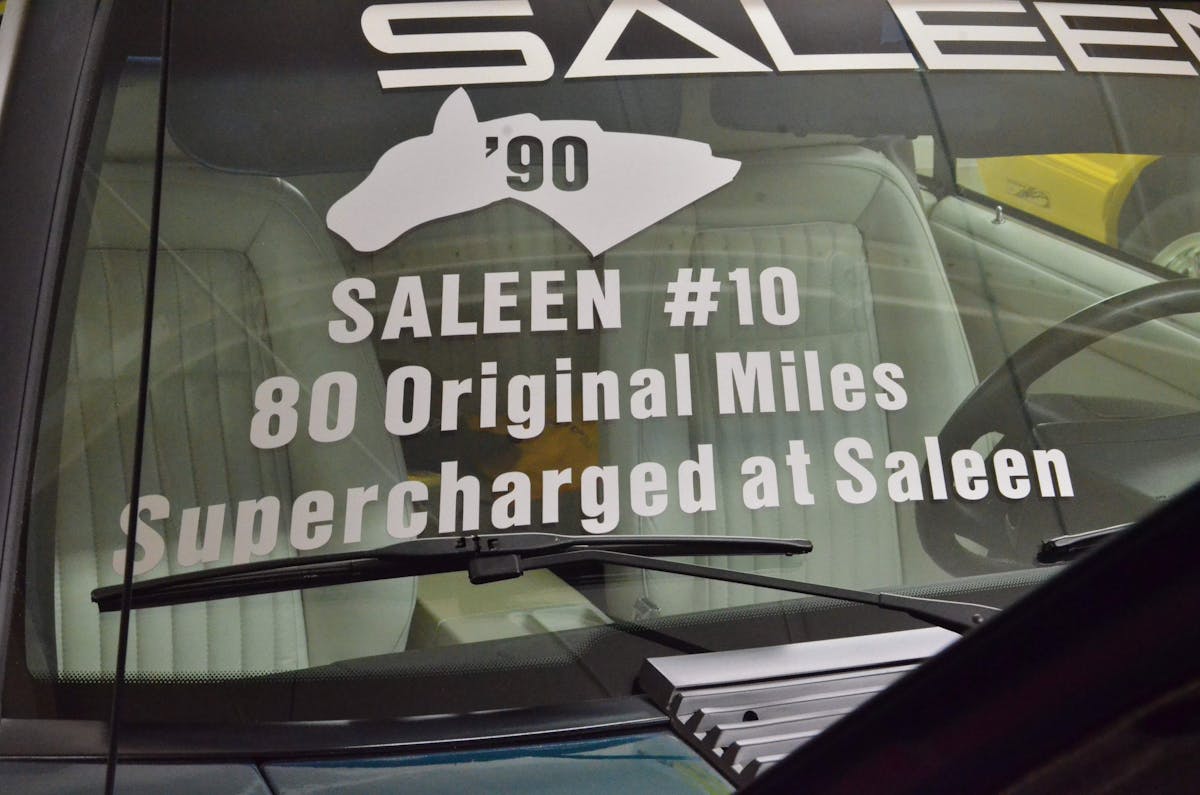 SALEEN
'90
SALEEN #10
80 Original Miles
Supercharged at Saleen